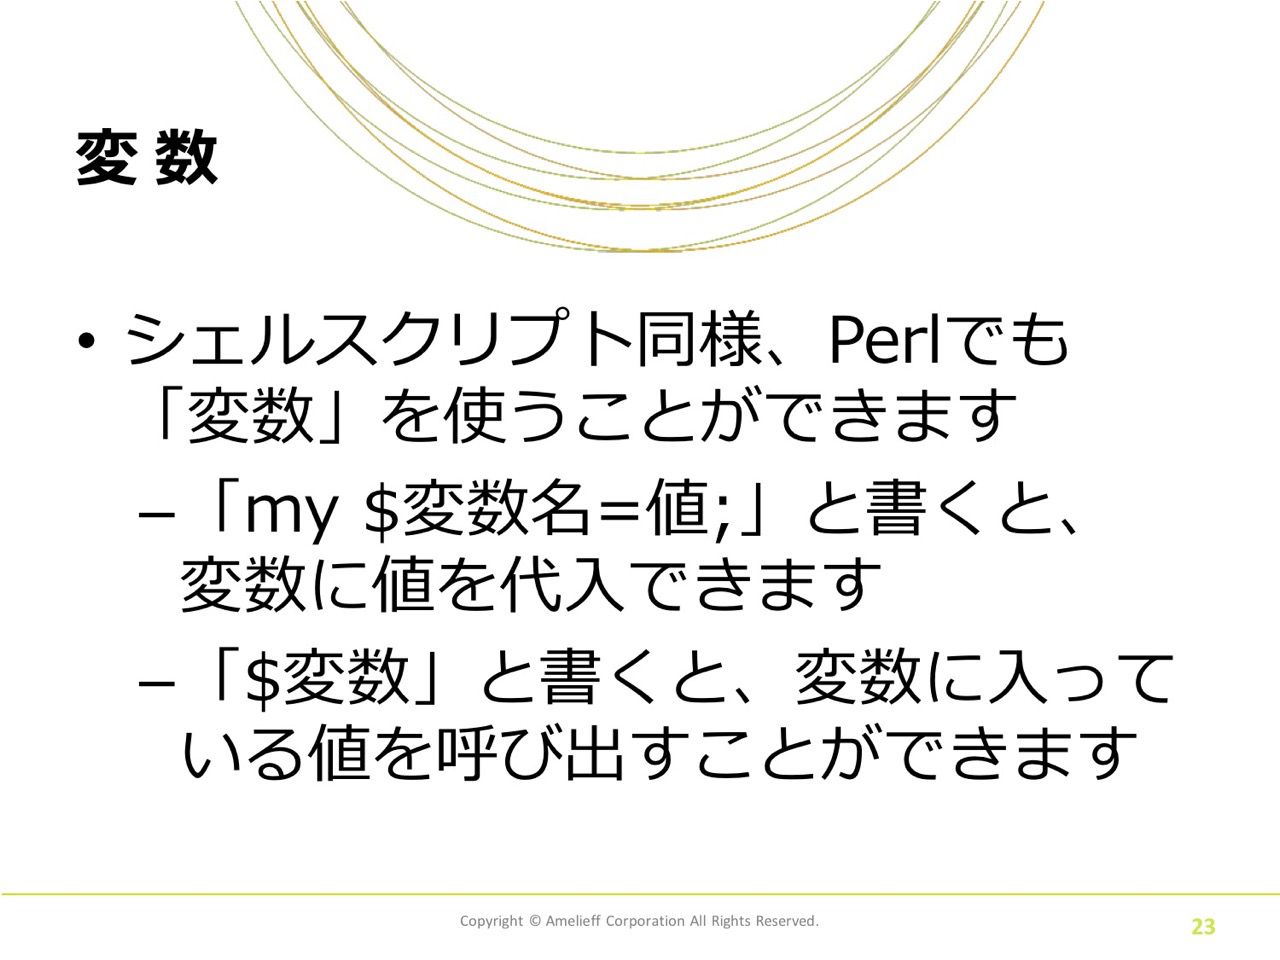 変数
• シェルスクリプト同様、Perlでも
「変数」を使うことができます
–「my $変数名=値;」と書くと、
変数に値を代入できます
–「$変数」と書くと、変数に入って
いる値を呼び出すことができます
Copyright © Amelieff Corporation All Rights Reserved.
23